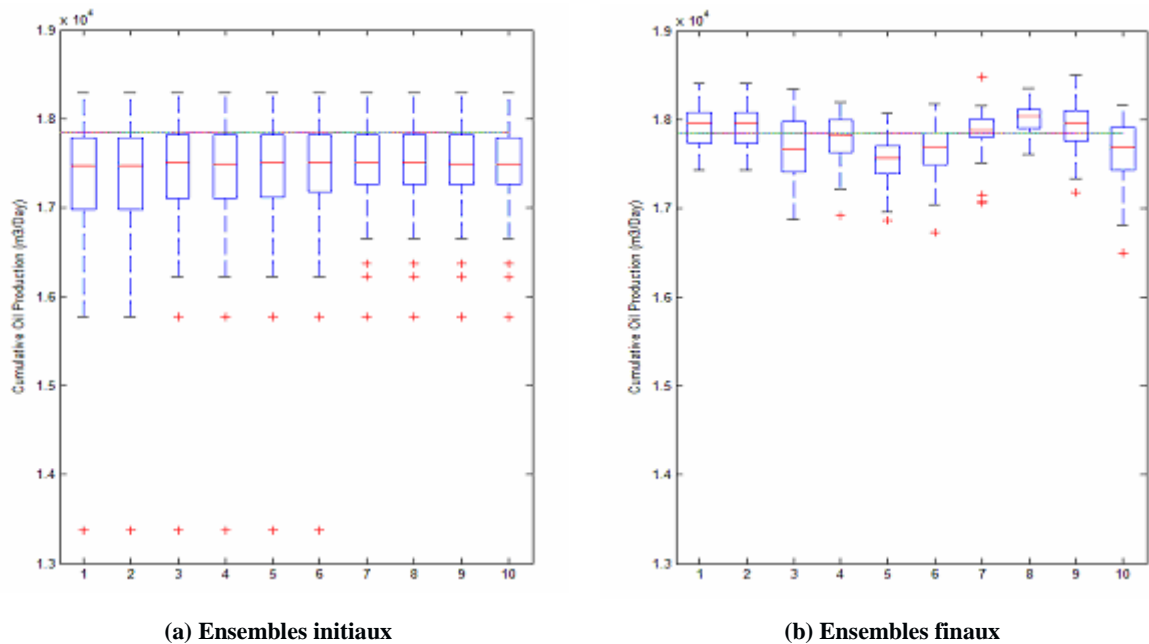 x 10⁴
1.9
1.8
1.7
1.6
1.5
1.4
1.3
Cumulative Oil Production (m3/Day)
1 2 3 4 5 6 7 8 9 10
(a) Ensembles initiaux
x 10⁴
1.9
1.8
1.7
1.6
1.5
1.4
1.3
Cumulative Oil Production (m3/Day)
1 2 3 4 5 6 7 8 9 10
(b) Ensembles finaux